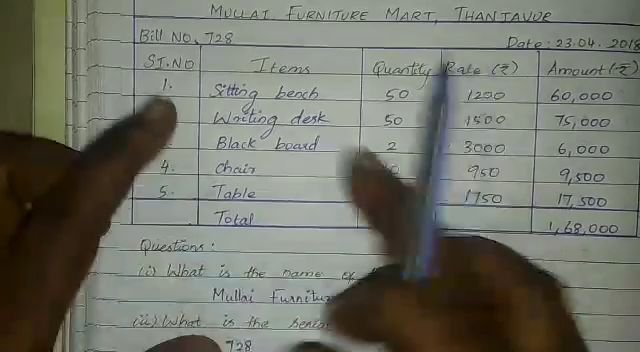 MULLAI FURNITURE MART, THANJAVUR
Bill No. 728 Date: 23.04.2018
ST.NO Items Quantity Rate (₹) Amount (₹)
1. Sitting bench 50 1200 60,000
Writing desk 50 1500 75,000
Black board 2 3000 6,000
4. Chair 950 9,500
5. Table 1750 17,500
Total 1,68,000
Questions:
(i) What is the name of
Mullai
(ii) What is the
728